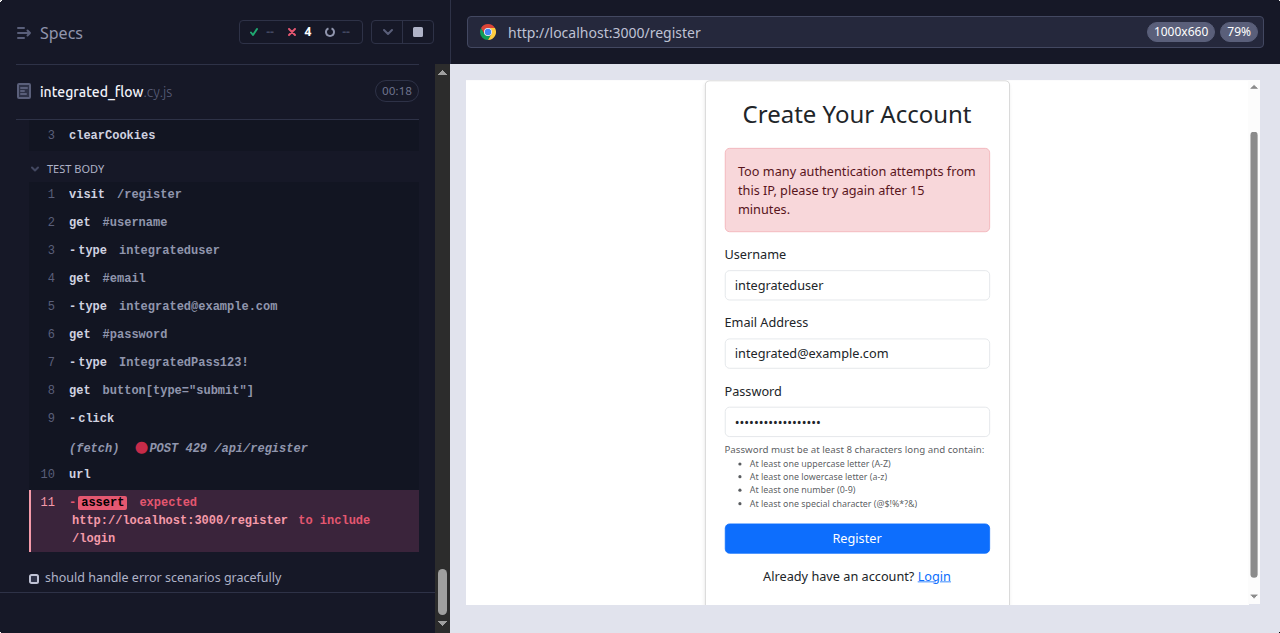 Specs
-- 4 --
integrated_flow.cy.js 00:18
3 clearCookies
TEST BODY
1 visit /register
2 get #username
3 -type integrateduser
4 get #email
5 -type integrated@example.com
6 get #password
7 -type IntegratedPass123!
8 get button[type="submit"]
9 -click
(fetch) POST 429 /api/register
10 url
11 -assert expected
http://localhost:3000/register to include
/login
should handle error scenarios gracefully
http://localhost:3000/register 1000x660 79%
Create Your Account
Too many authentication attempts from
this IP, please try again after 15
minutes.
Username
integrateduser
Email Address
integrated@example.com
Password
••••••••••••••••••
Password must be at least 8 characters long and contain:
• At least one uppercase letter (A-Z)
• At least one lowercase letter (a-z)
• At least one number (0-9)
• At least one special character (@$!%*?&)
Register
Already have an account? Login